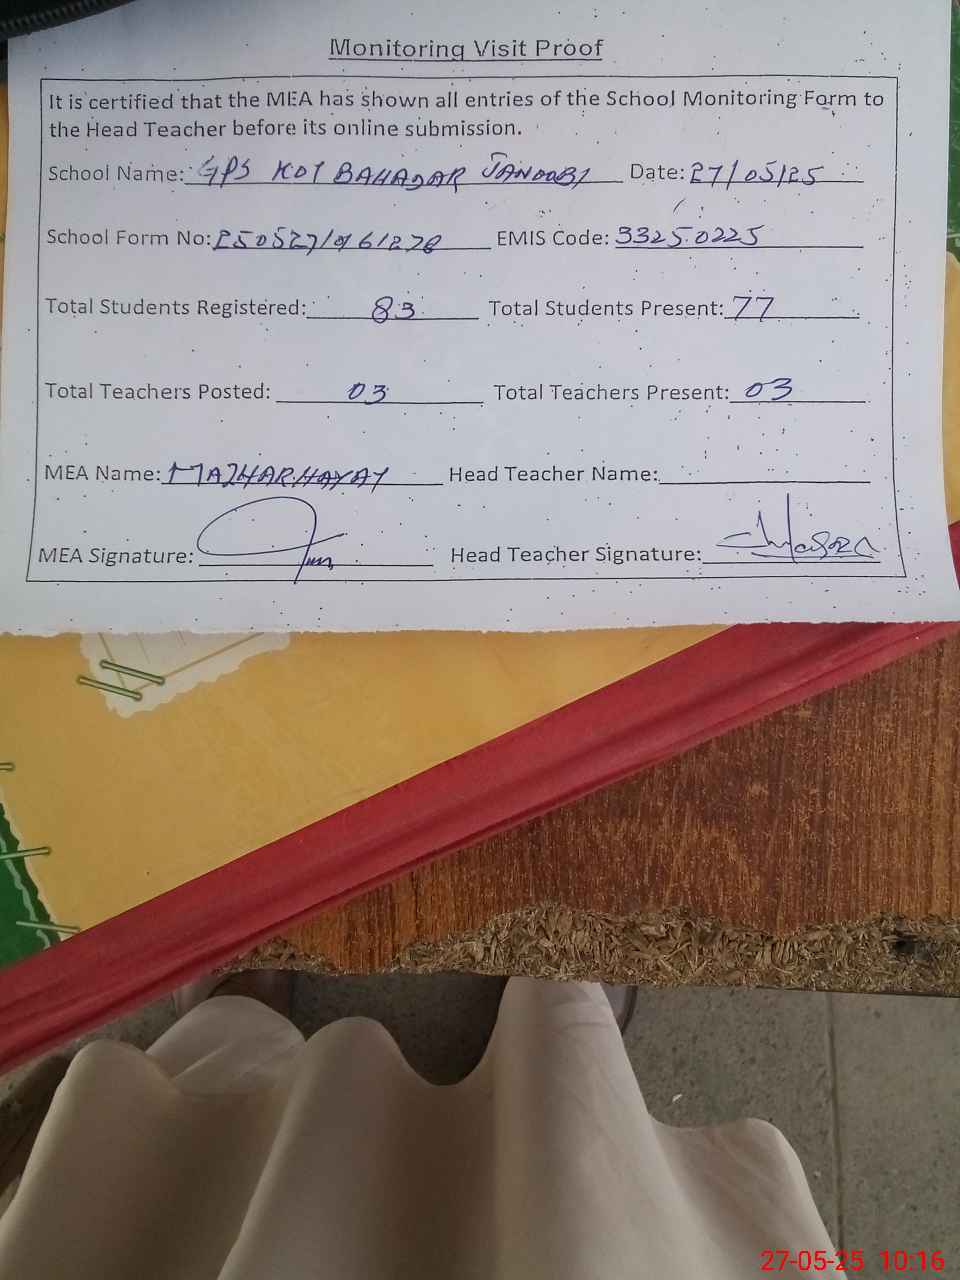 Monitoring Visit Proof
It is certified that the MEA has shown all entries of the School Monitoring Form to
the Head Teacher before its online submission.
School Name: GPS KOT BAHADAR JANOOBI Date: 27/05/25
School Form No: EMIS Code: 33250225
Total Students Registered: 83 Total Students Present: 77
Total Teachers Posted: 03 Total Teachers Present: 03
MEA Name: MAZHAR HAYAT Head Teacher Name:
MEA Signature: Head Teacher Signature:
27-05-25 10:16